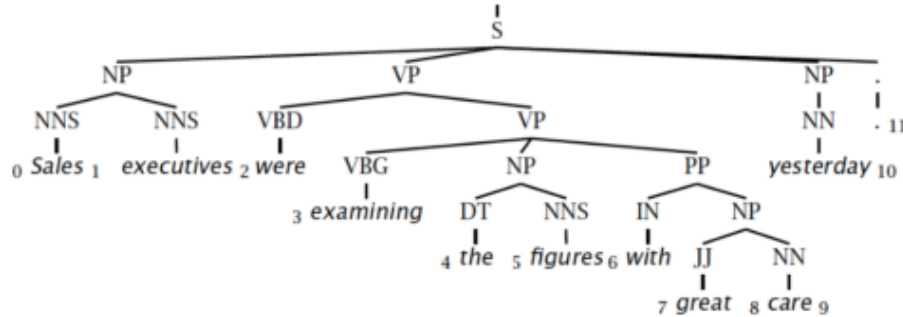 S
NP VP NP .
NNS NNS VBD VP NN . 11
0 Sales 1 executives 2 were VBG NP PP yesterday 10
3 examining DT NNS IN NP
4 the 5 figures 6 with JJ NN
7 great 8 care 9